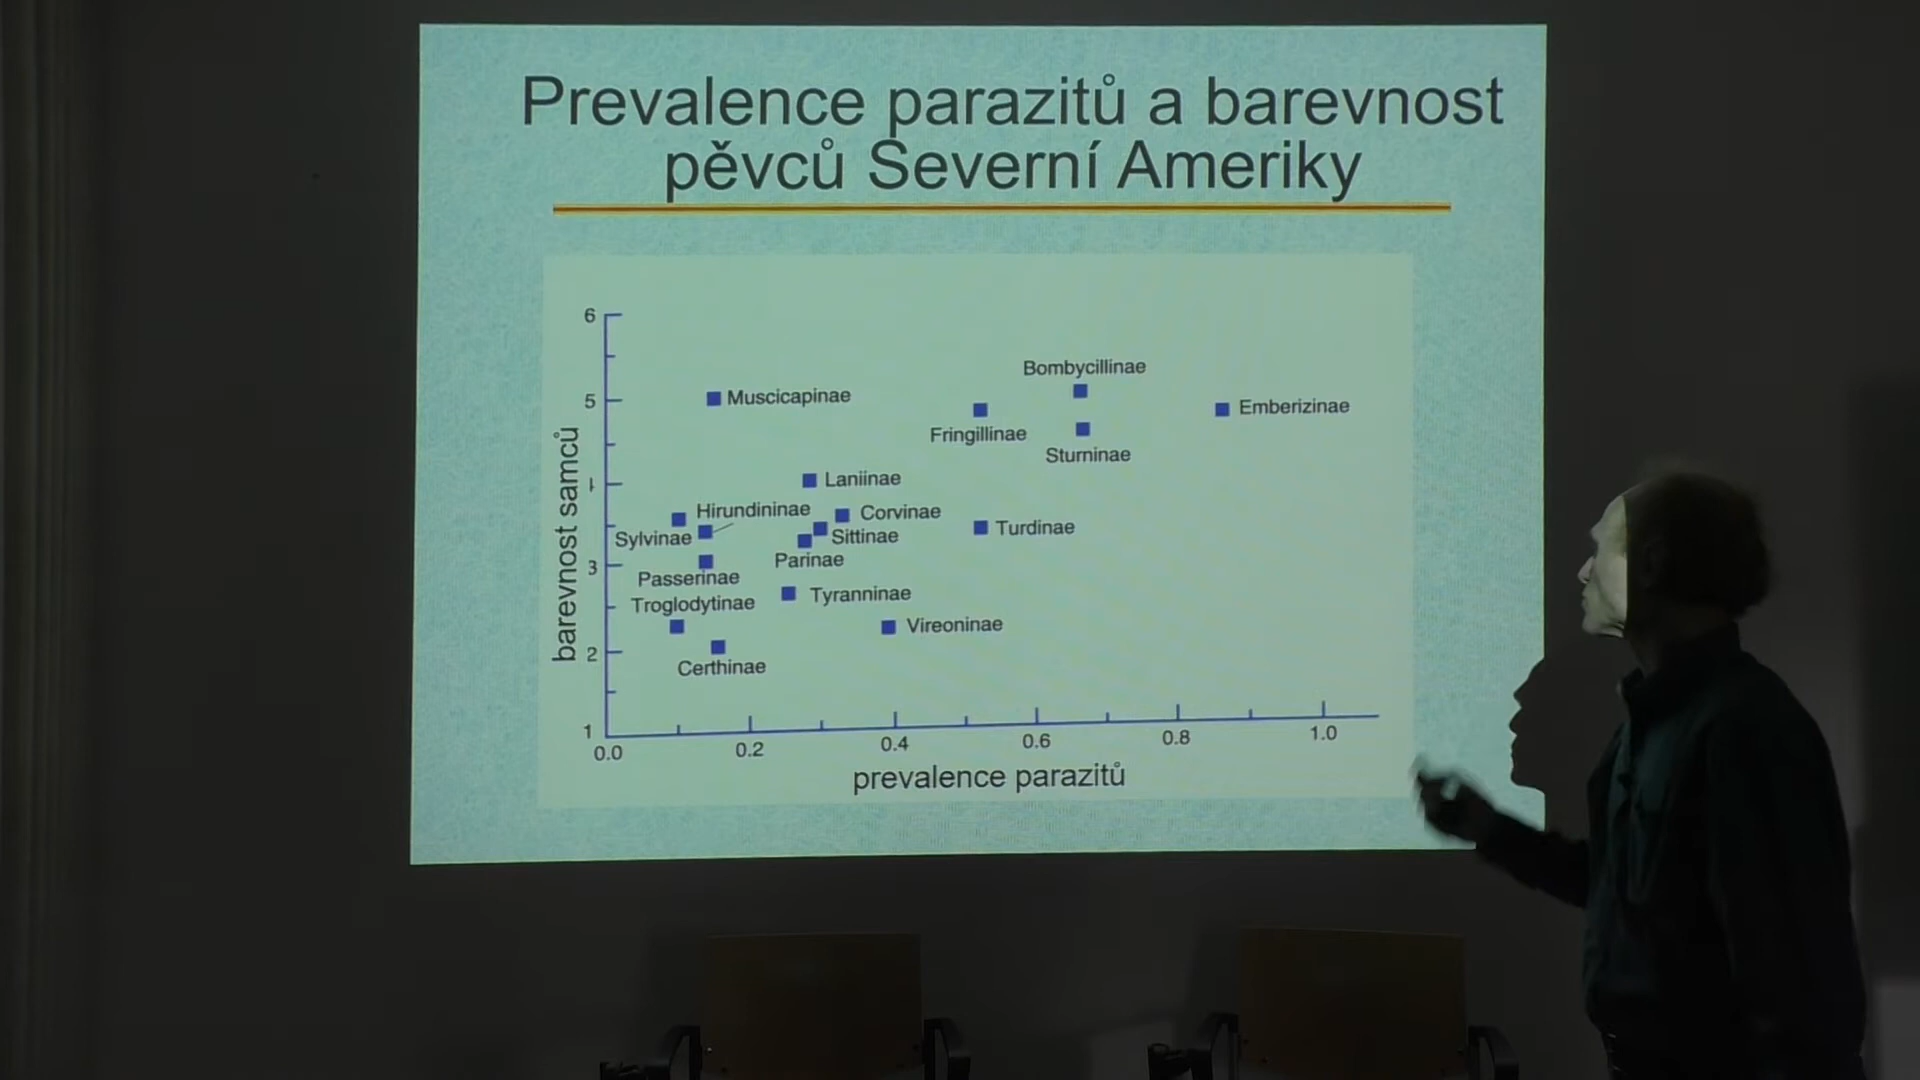 Prevalence parazitů a barevnost
pěvců Severní Ameriky
6
Bombycillinae
5
Muscicapinae
Emberizinae
Fringillinae
Sturninae
Laniinae
Hirundininae
Corvinae
Sylvinae
Sittinae
Turdinae
3
Parinae
Passerinae
Tyranninae
Troglodytinae
Vireoninae
2
Certhinae
1
barevnost samců
0.0 0.2 0.4 0.6 0.8 1.0
prevalence parazitů